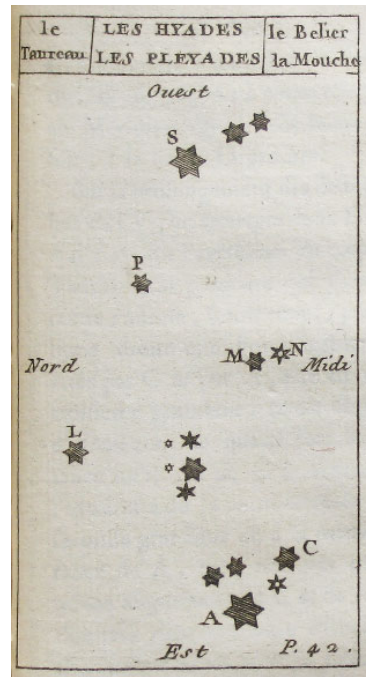 le
Taureau
LES HYADES
LES PLEYADES
le Belier
la Mouche
Ouest
S
P
M N
Nord
Midi
L
C
A
Est
P. 42.